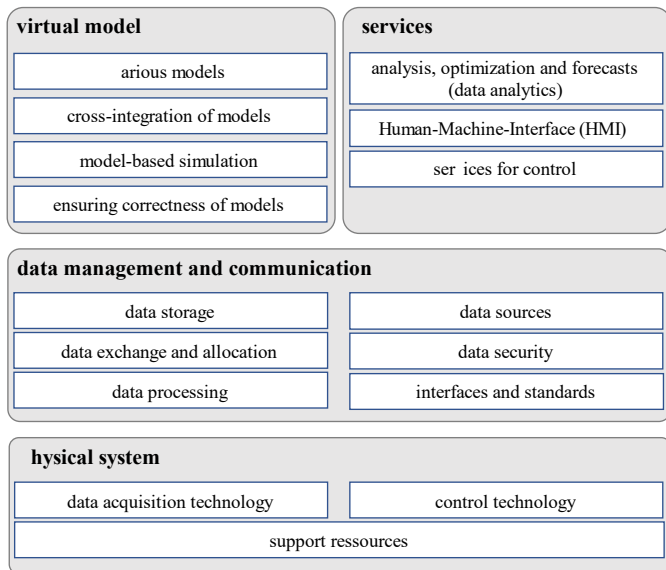 virtual model
arious models
cross-integration of models
model-based simulation
ensuring correctness of models
services
analysis, optimization and forecasts
(data analytics)
Human-Machine-Interface (HMI)
ser ices for control
data management and communication
data storage
data exchange and allocation
data processing
data sources
data security
interfaces and standards
hysical system
data acquisition technology
control technology
support ressources